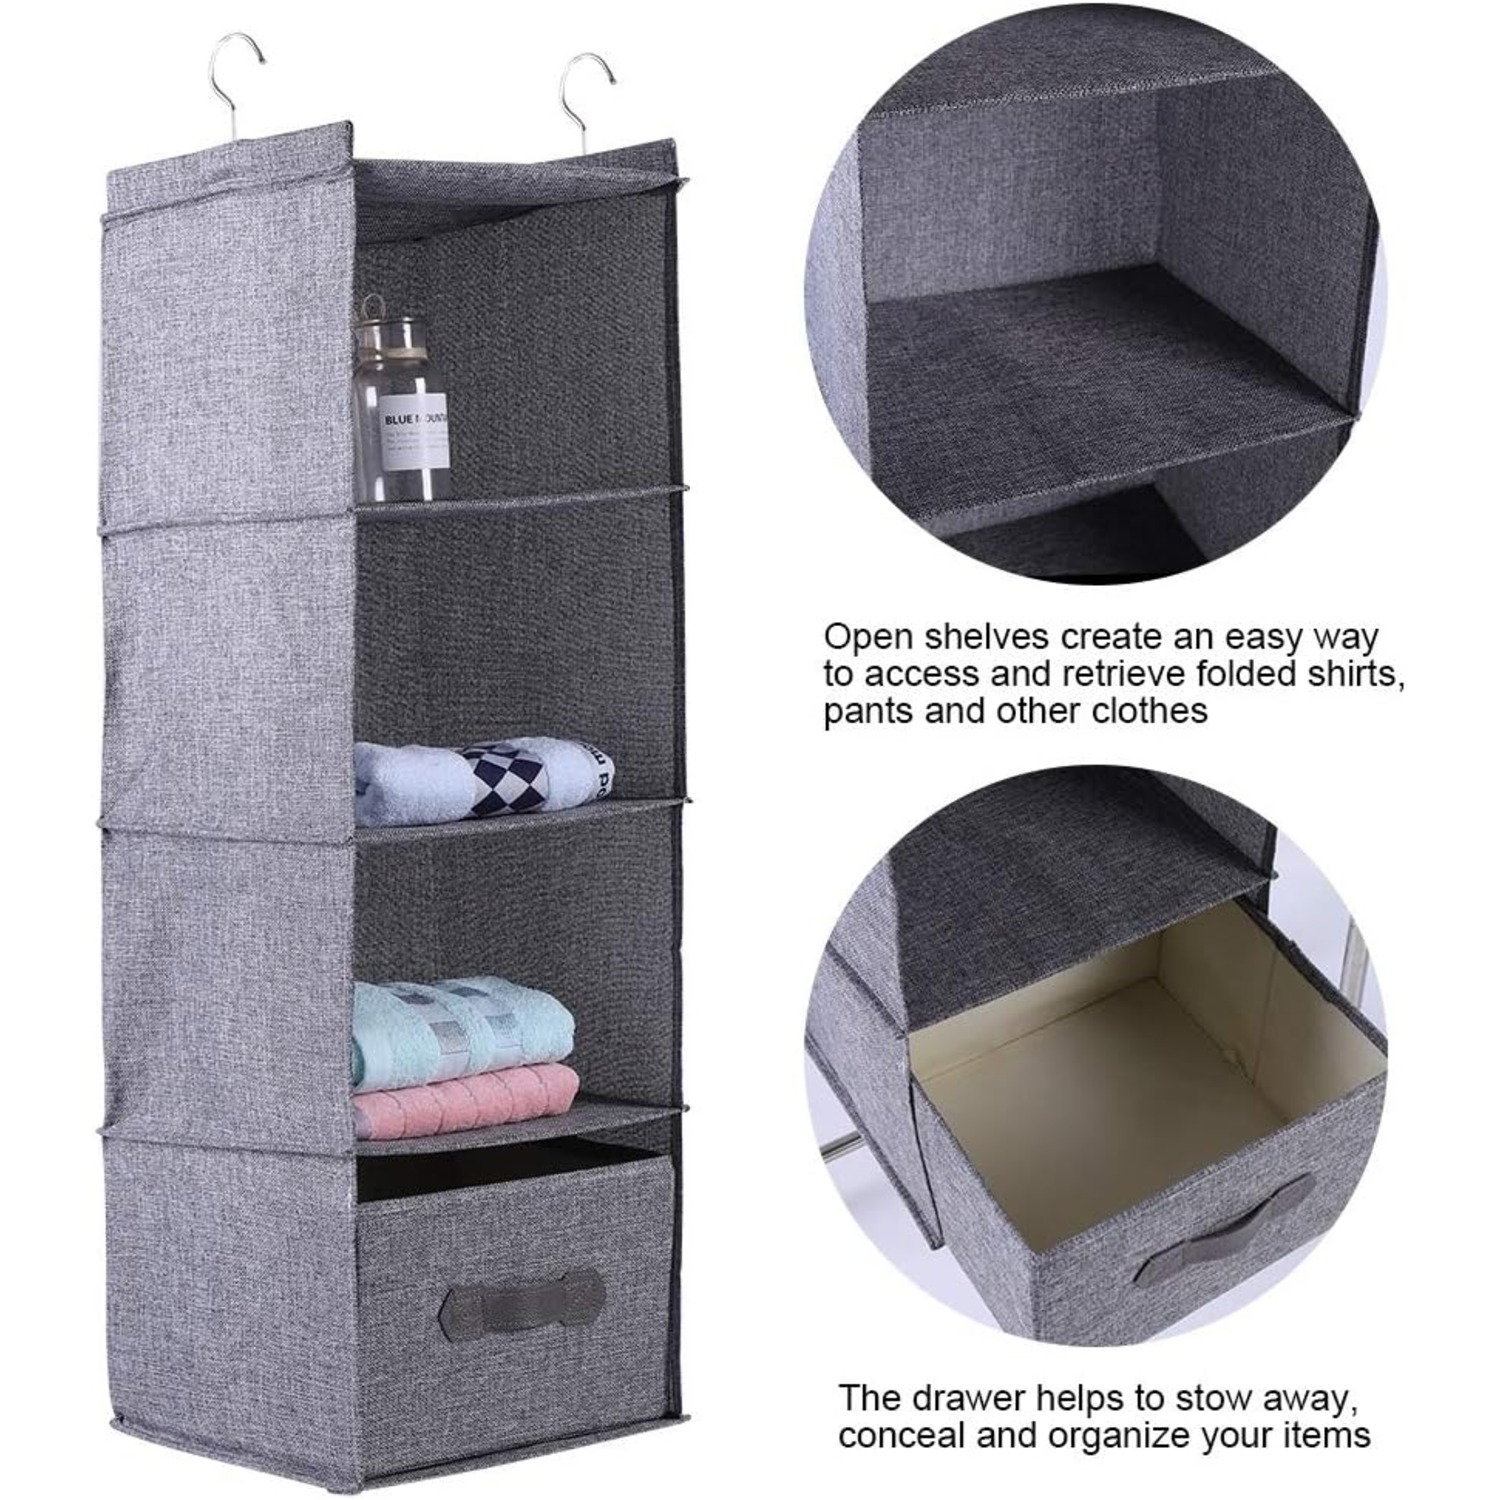 BLUE MOUNTA
Open shelves create an easy way
to access and retrieve folded shirts,
pants and other clothes
The drawer helps to stow away,
conceal and organize your items